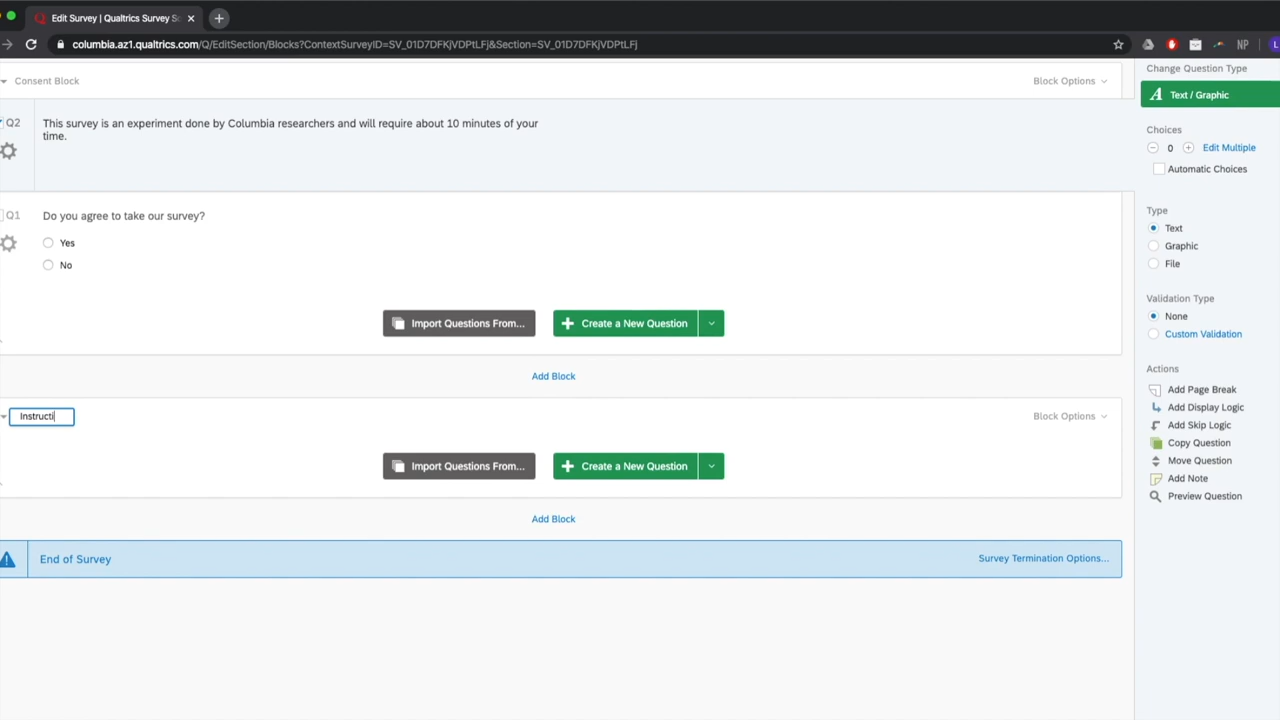 Edit Survey | Qualtrics Survey So
columbia.az1.qualtrics.com/Q/EditSection/Blocks?ContextSurveyID=SV_01D7DFKjVDPtLFj&Section=SV_01D7DFKjVDPtLFj
NP
L
Consent Block
Block Options
Change Question Type
A Text / Graphic
Q2
This survey is an experiment done by Columbia researchers and will require about 10 minutes of your
time.
Choices
0
Edit Multiple
Automatic Choices
Q1
Do you agree to take our survey?
Yes
No
Type
Text
Graphic
File
Validation Type
None
Custom Validation
Import Questions From...
Create a New Question
Add Block
Actions
Add Page Break
Add Display Logic
Add Skip Logic
Copy Question
Move Question
Add Note
Preview Question
Instructi
Block Options
Import Questions From...
Create a New Question
Add Block
End of Survey
Survey Termination Options...